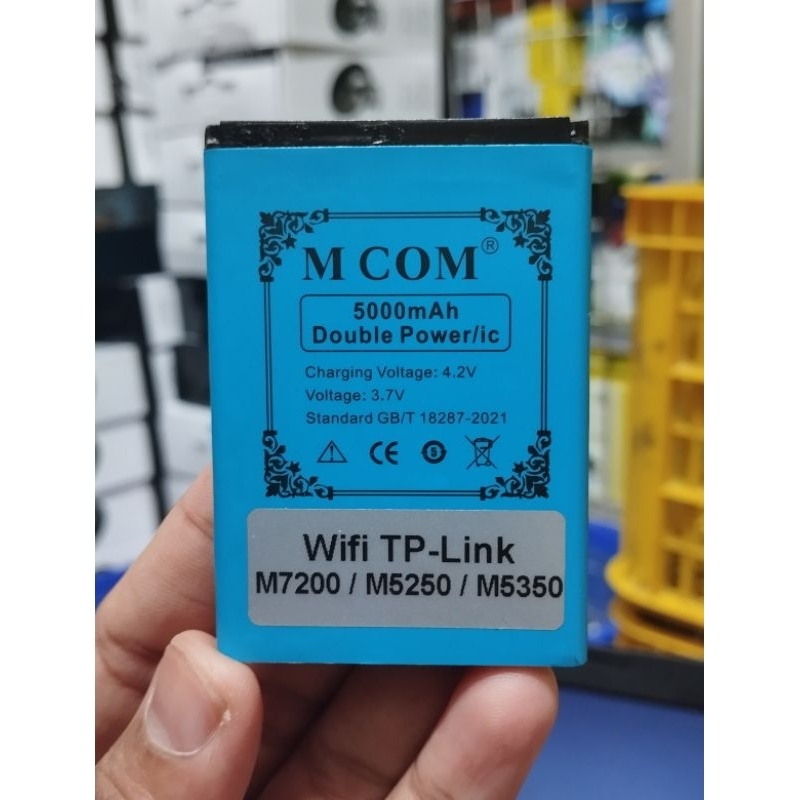 M COM®
5000mAh
Double Power/ic
Charging Voltage: 4.2V
Voltage: 3.7V
Standard GB/T 18287-2021
CE
Wifi TP-Link
M7200 / M5250 / M5350